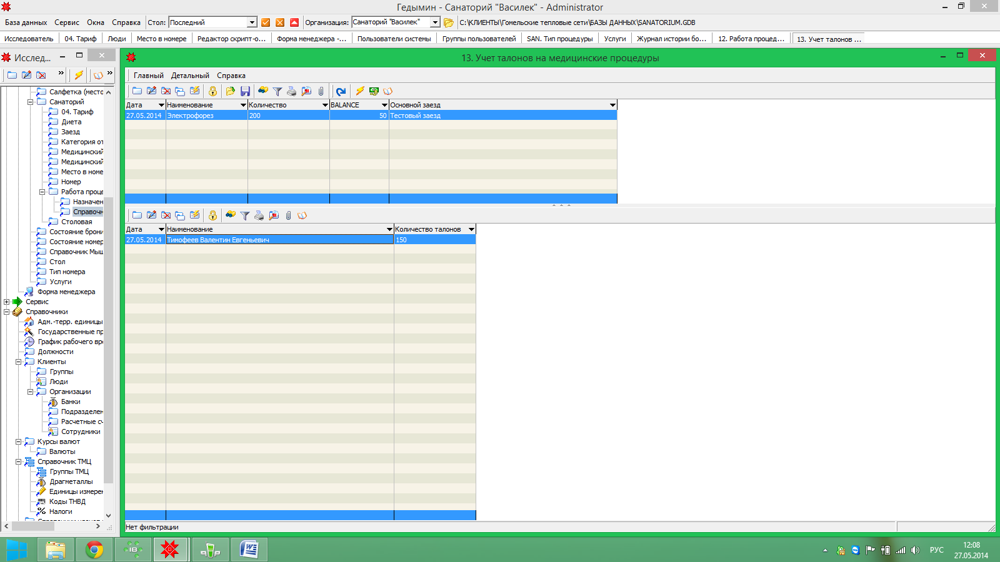 Гедымин - Санаторий "Василек" - Administrator
База данных Сервис Окна Справка Стол: Последний Организация: Санаторий "Василек" C:\КЛИЕНТЫ\Гомельские тепловые сети\БАЗЫ ДАННЫХ\SANATORIUM.GDB
Исследователь 04. Тариф Люди Место в номере Редактор скрипт-о... Форма менеджера -... Пользователи системы Группы пользователей SAN. Тип процедуры Услуги Журнал истории бо... 12. Работа процед... 13. Учет талонов ...
Исслед...
Салфетка (место
Санаторий
04. Тариф
Диета
Заезд
Категория от
Медицинский
Медицинский
Место в номе
Номер
Работа проце
Назначен
Справочн
Столовая
Состояние брони
Состояние номер
Справочник Мыш
Стол
Тип номера
Услуги
Форма менеджера
Сервис
Справочники
Адм.-терр. единицы
Государственные пр
График рабочего вре
Должности
Клиенты
Группы
Люди
Организации
Банки
Подразделен
Расчетные сч
Сотрудники
Курсы валют
Валюты
Справочник ТМЦ
Группы ТМЦ
Драгметаллы
Единицы измерен
Коды ТНВД
Налоги
13. Учет талонов на медицинские процедуры
Главный Детальный Справка
Дата Наименование Количество BALANCE Основной заезд
27.05.2014 Электрофорез 200 50 Тестовый заезд
Дата Наименование Количество талонов
27.05.2014 Тимофеев Валентин Евгеньевич 150
Нет фильтрации
IB
РУС
12:08
27.05.2014